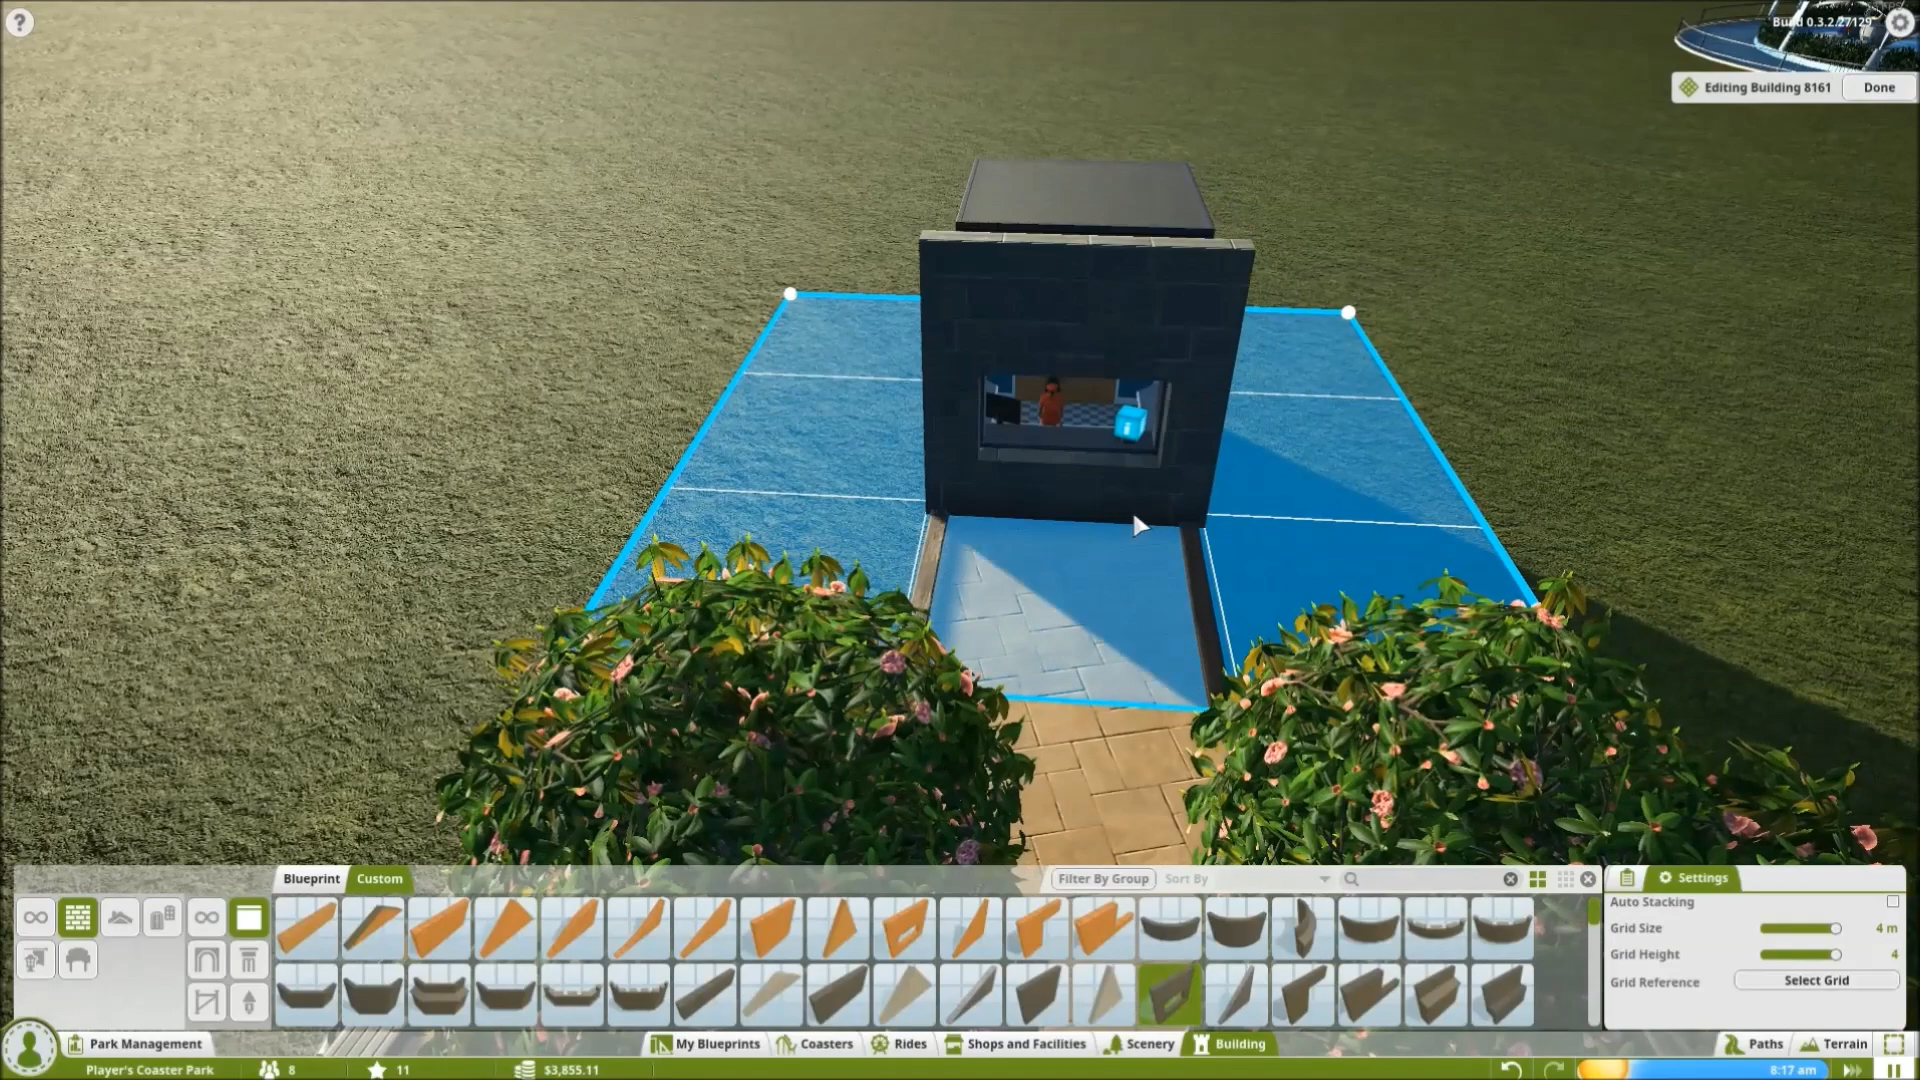 ?
Build 0.3.2.27129
Editing Building 8161 Done
Blueprint Custom Filter By Group Sort By Settings
Auto Stacking
Grid Size 4 m
Grid Height 4
Grid Reference Select Grid
Park Management My Blueprints Coasters Rides Shops and Facilities Scenery Building Paths Terrain
Player's Coaster Park 8 11 $3,855.11 8:17 am